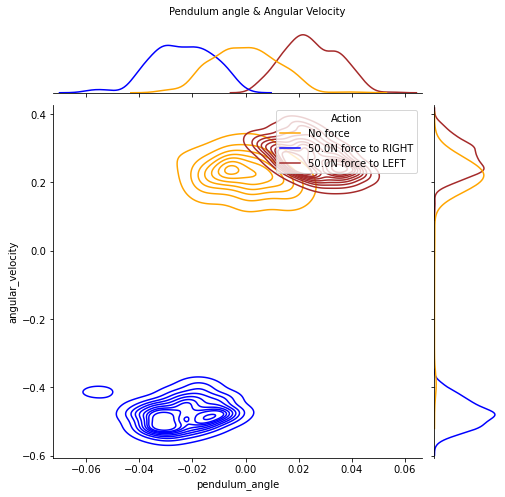 Pendulum angle & Angular Velocity
0.4
0.2
0.0
−0.2
−0.4
−0.6
angular_velocity
Action
No force
50.0N force to RIGHT
50.0N force to LEFT
−0.06
−0.04
−0.02
0.00
0.02
0.04
0.06
pendulum_angle